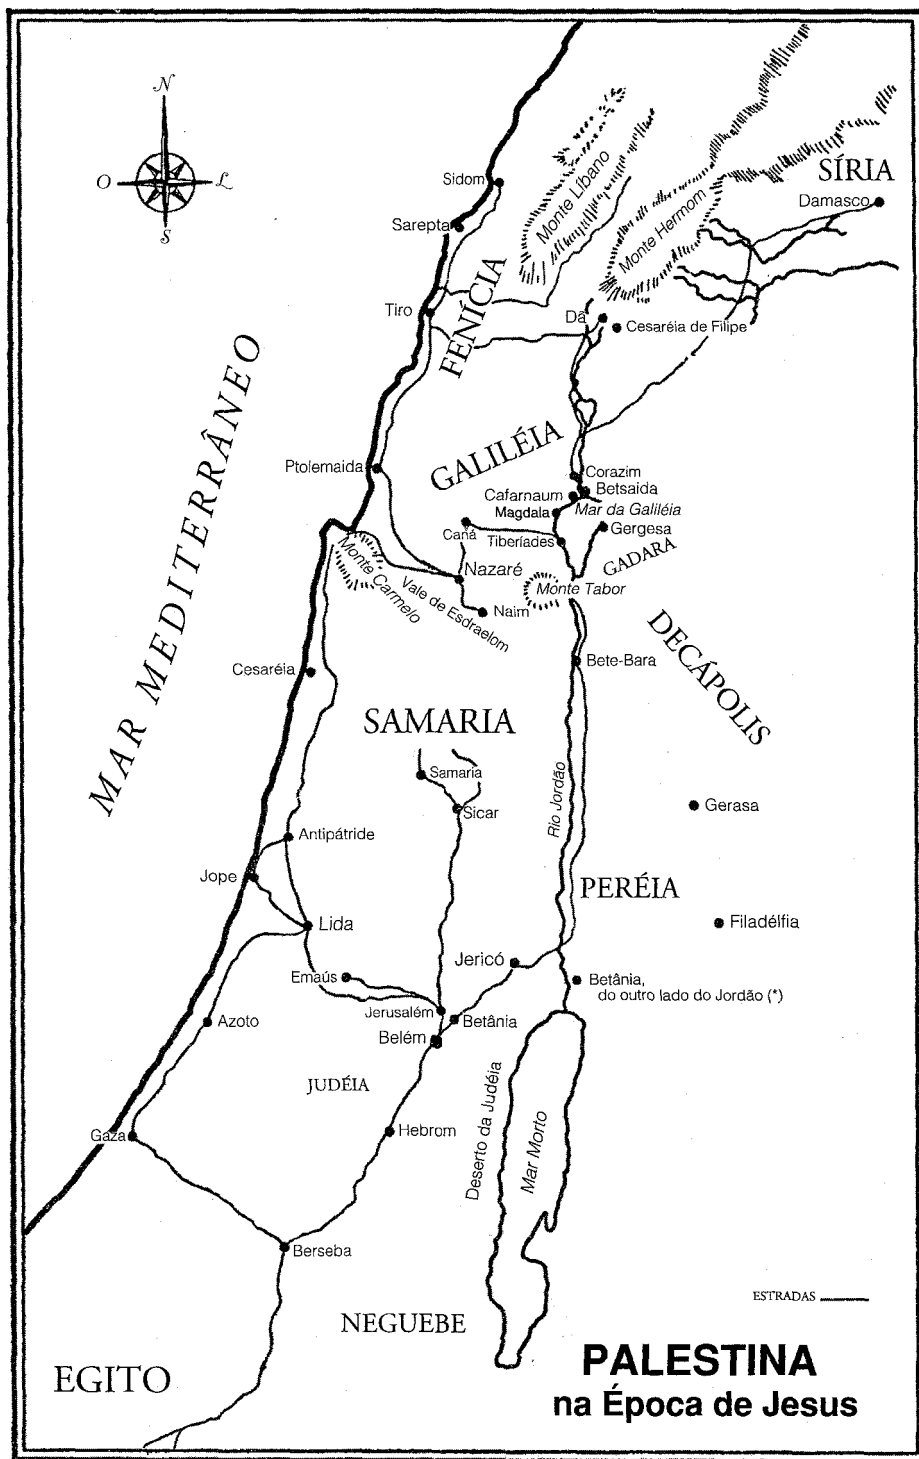 N
O
L
S
Sidom
Sarepta
Tiro
FENÍCIA
Monte Líbano
Monte Hermom
SÍRIA
Damasco
Dã
Cesaréia de Filipe
MAR MEDITERRÂNEO
Ptolemaida
GALILÉIA
Corazim
Betsaida
Cafarnaum
Magdala
Mar da Galiléia
Gergesa
Caná
Tiberíades
GADARA
Nazaré
Monte Tabor
Monte Carmelo
Vale de Esdraelom
Naim
DECÁPOLIS
Bete-Bara
Cesaréia
SAMARIA
Samaria
Sicar
Rio Jordão
Gerasa
Antipátride
Jope
PERÉIA
Lida
Filadélfia
Jericó
Emaús
Betânia,
do outro lado do Jordão (*)
Jerusalém
Betânia
Azoto
Belém
JUDÉIA
Deserto da Judéia
Mar Morto
Gaza
Hebrom
Berseba
ESTRADAS
NEGUEBE
EGITO
PALESTINA
na Época de Jesus